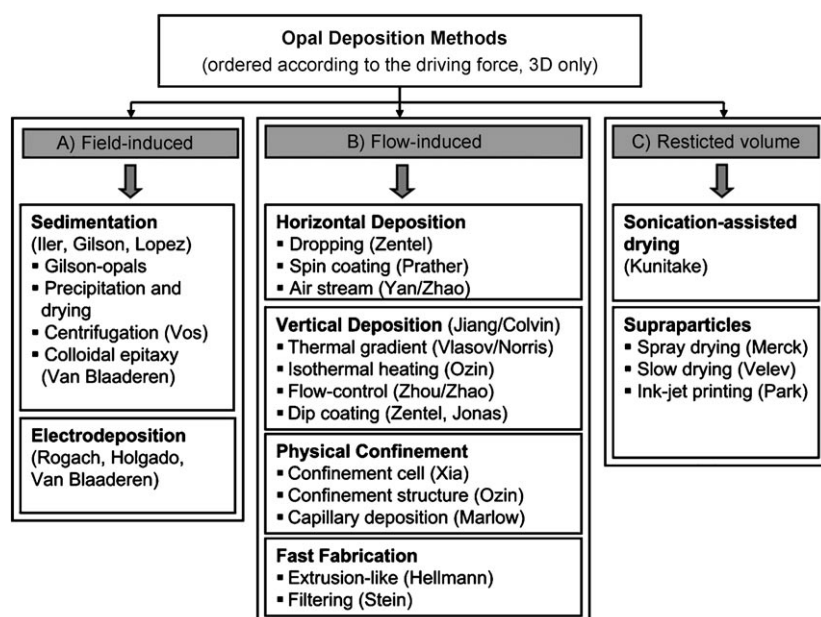 Opal Deposition Methods
(ordered according to the driving force, 3D only)
A) Field-induced
Sedimentation
(Iler, Gilson, Lopez)
▪ Gilson-opals
▪ Precipitation and
drying
▪ Centrifugation (Vos)
▪ Colloidal epitaxy
(Van Blaaderen)
Electrodeposition
(Rogach, Holgado,
Van Blaaderen)
B) Flow-induced
Horizontal Deposition
▪ Dropping (Zentel)
▪ Spin coating (Prather)
▪ Air stream (Yan/Zhao)
Vertical Deposition (Jiang/Colvin)
▪ Thermal gradient (Vlasov/Norris)
▪ Isothermal heating (Ozin)
▪ Flow-control (Zhou/Zhao)
▪ Dip coating (Zentel, Jonas)
Physical Confinement
▪ Confinement cell (Xia)
▪ Confinement structure (Ozin)
▪ Capillary deposition (Marlow)
Fast Fabrication
▪ Extrusion-like (Hellmann)
▪ Filtering (Stein)
C) Resticted volume
Sonication-assisted
drying
(Kunitake)
Supraparticles
▪ Spray drying (Merck)
▪ Slow drying (Velev)
▪ Ink-jet printing (Park)